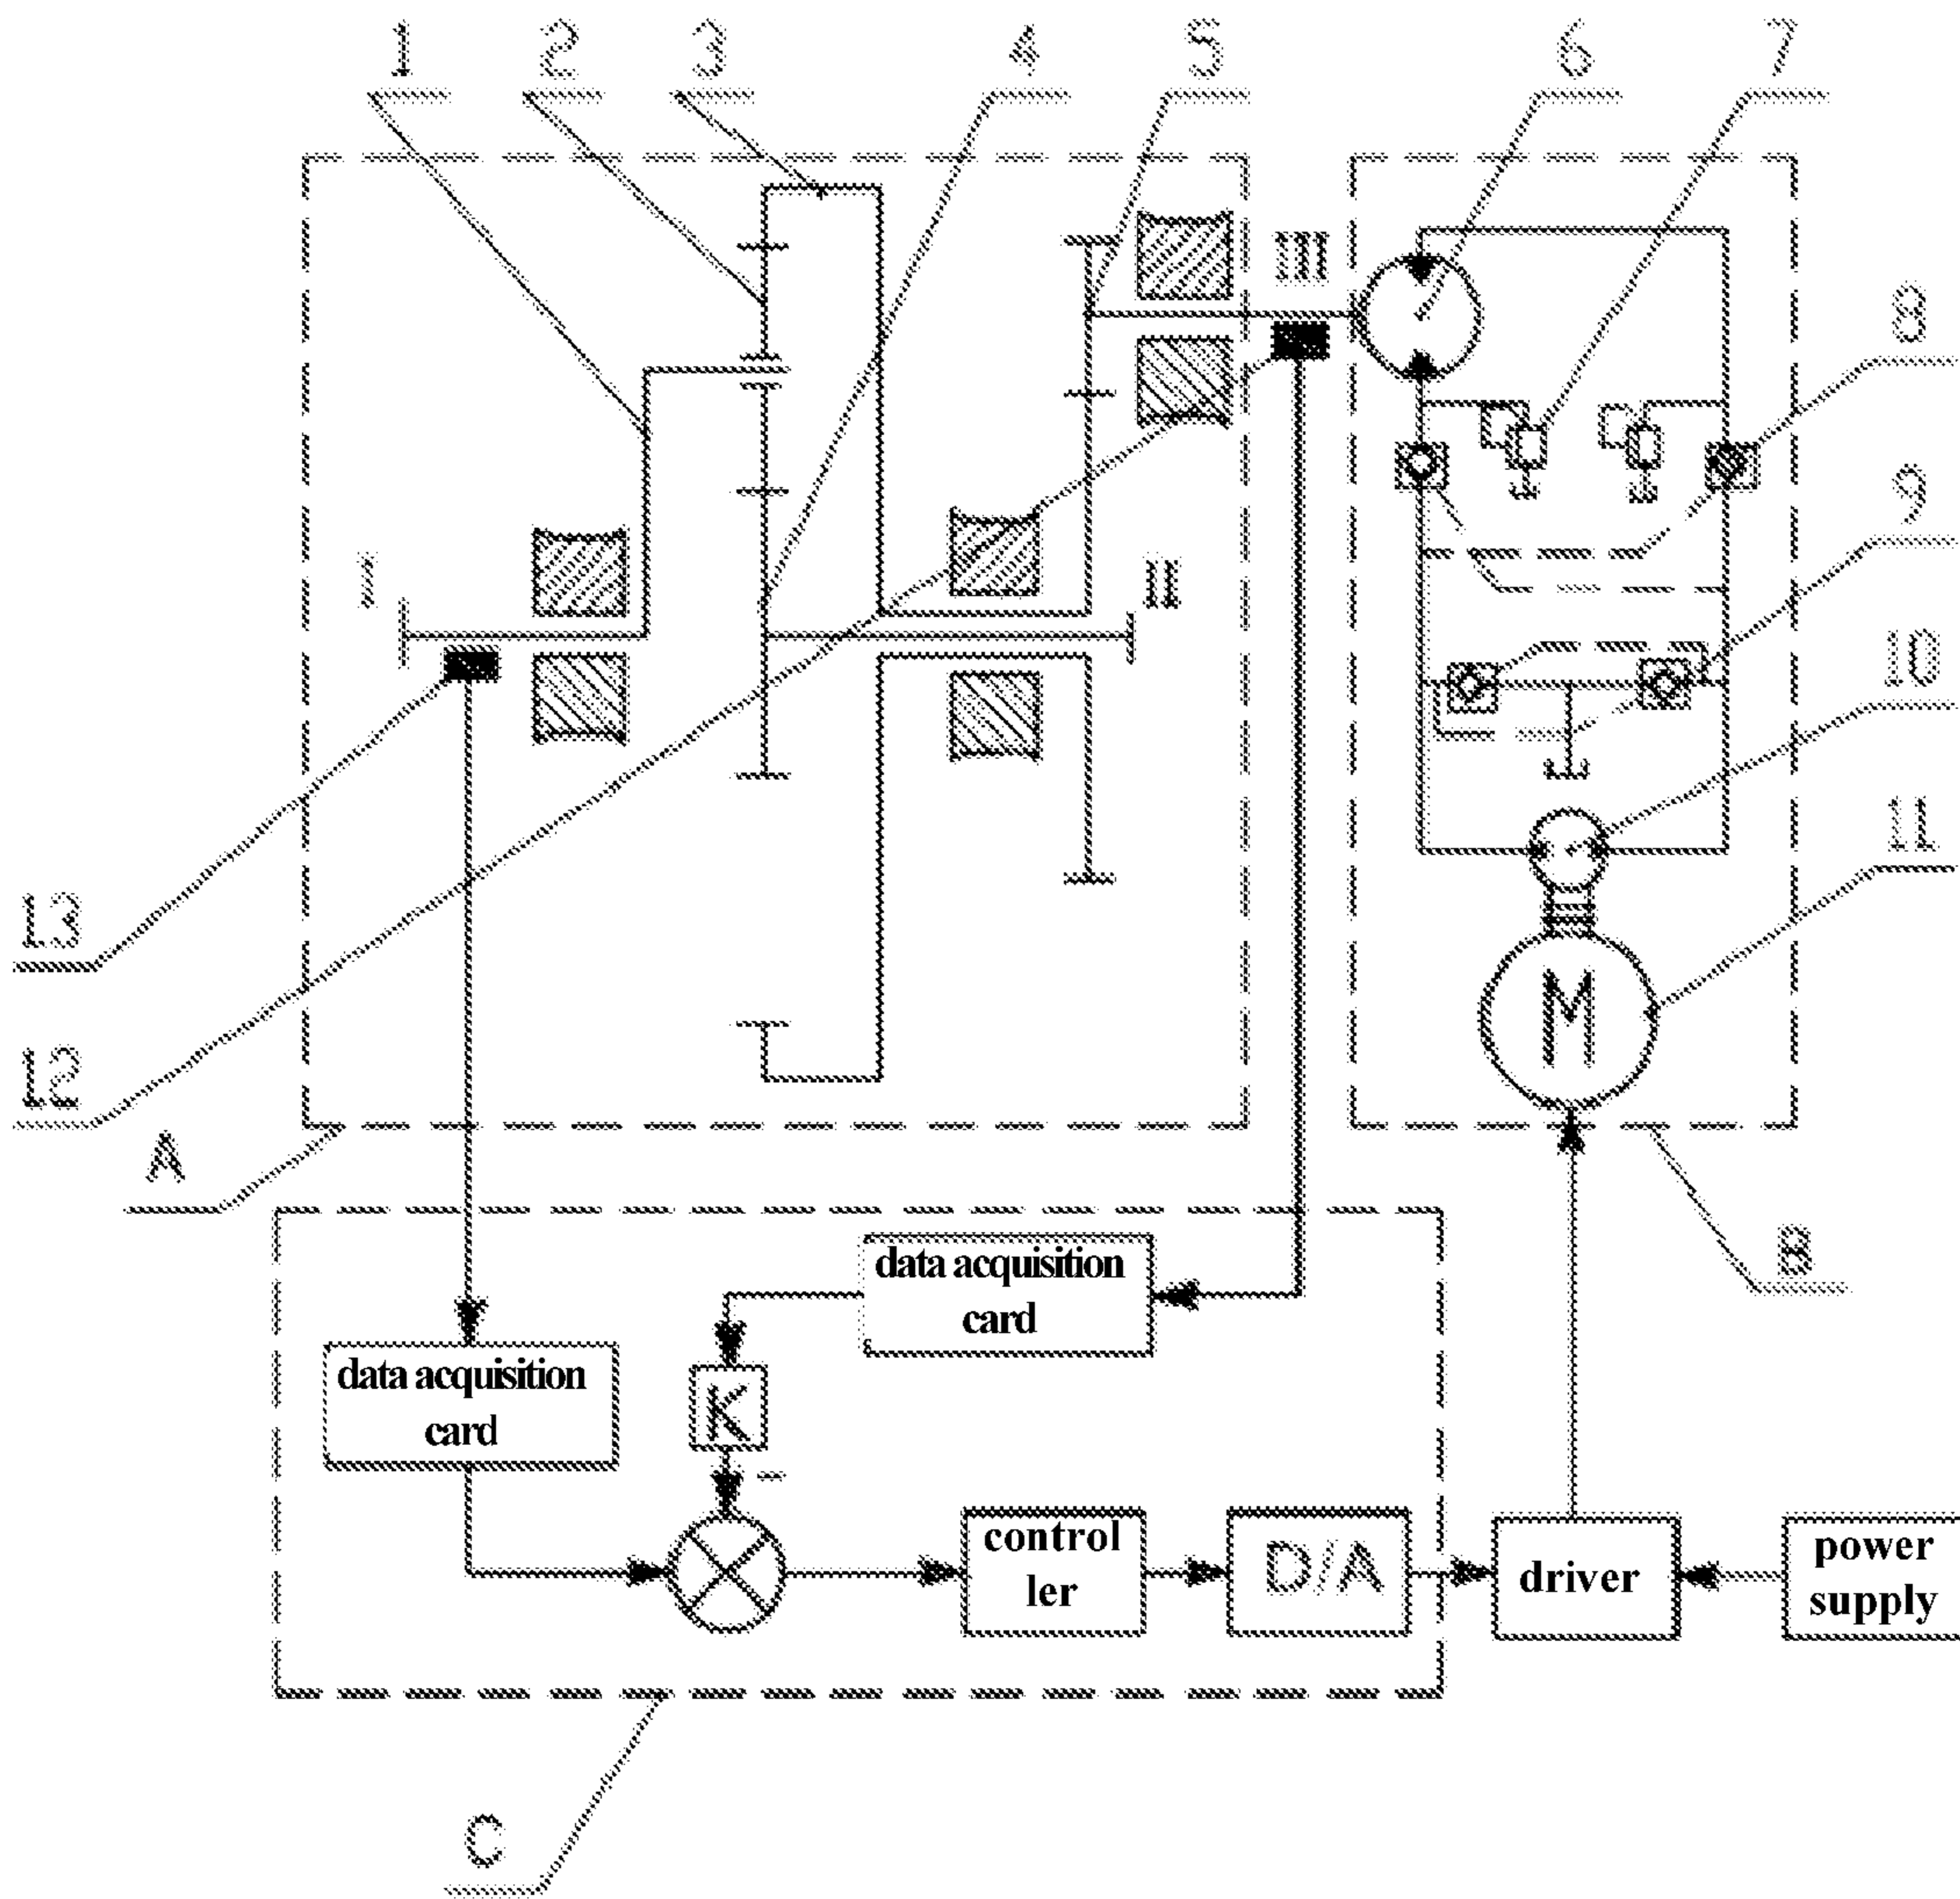 1 2 3 4 5 6 7
III
8
9
I II
10
11
M
13
12
A
B
data acquisition
card
data acquisition
card
K
-
control
ler
D/A
driver
power
supply
C